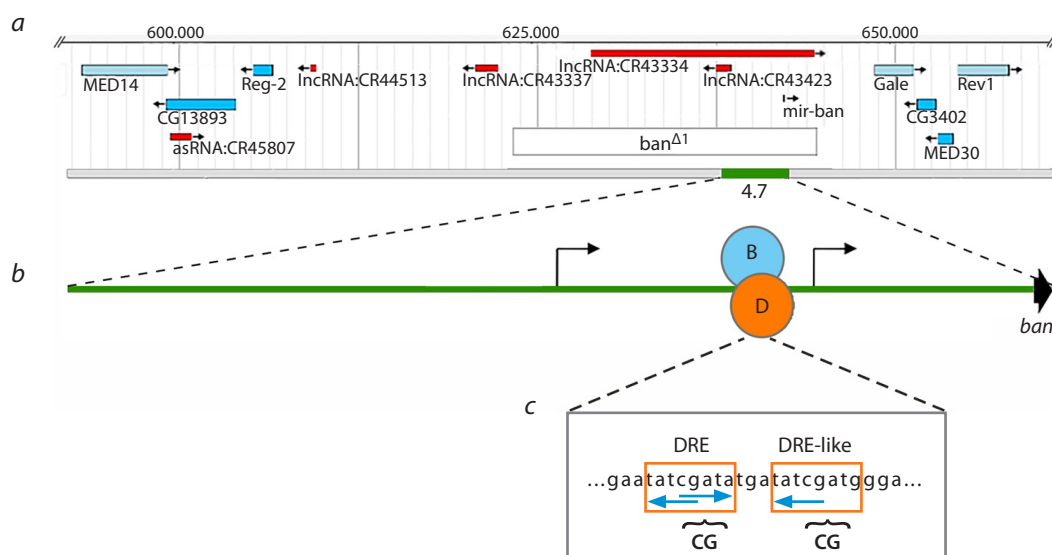 a
600.000 625.000 650.000
lncRNA:CR43334
MED14 Reg-2 lncRNA:CR44513 lncRNA:CR43337 lncRNA:CR43423 Gale Rev1
CG13893 mir-ban CG3402
asRNA:CR45807 banΔ1 MED30
4.7
b
B
D
ban
c
DRE DRE-like
...gaatatcgatatgatatcgatggga...
CG CG